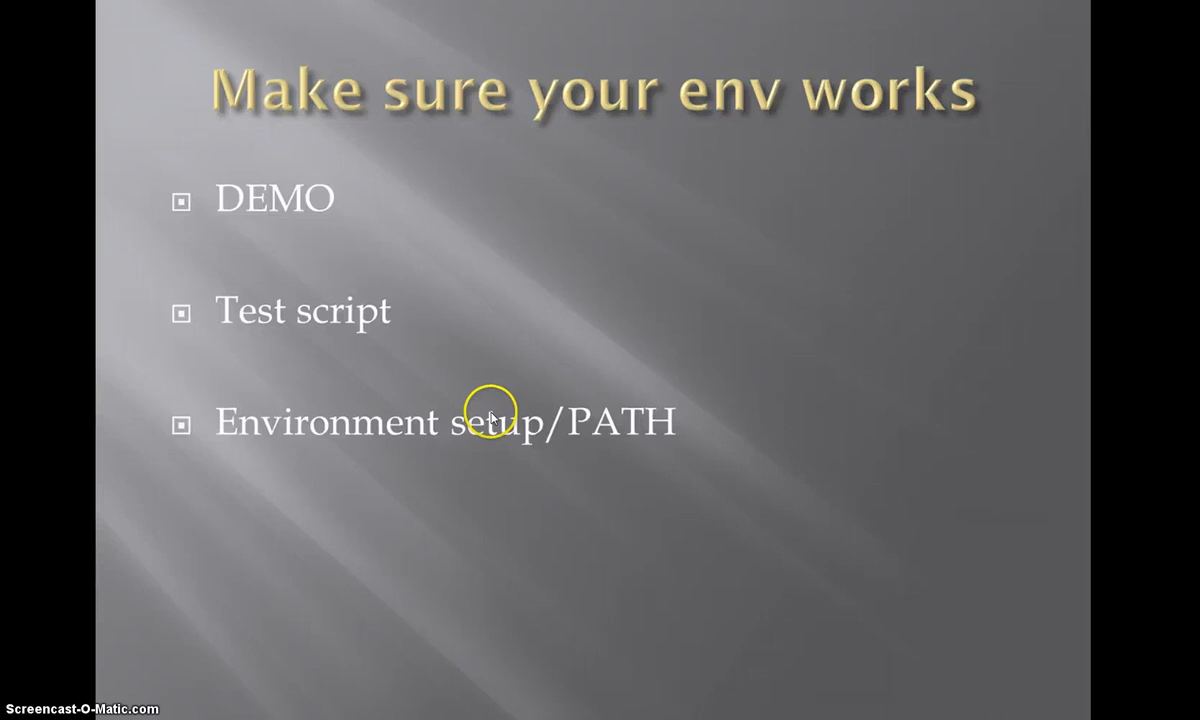 Make sure your env works
DEMO
Test script
Environment setup/PATH
Screencast-O-Matic.com